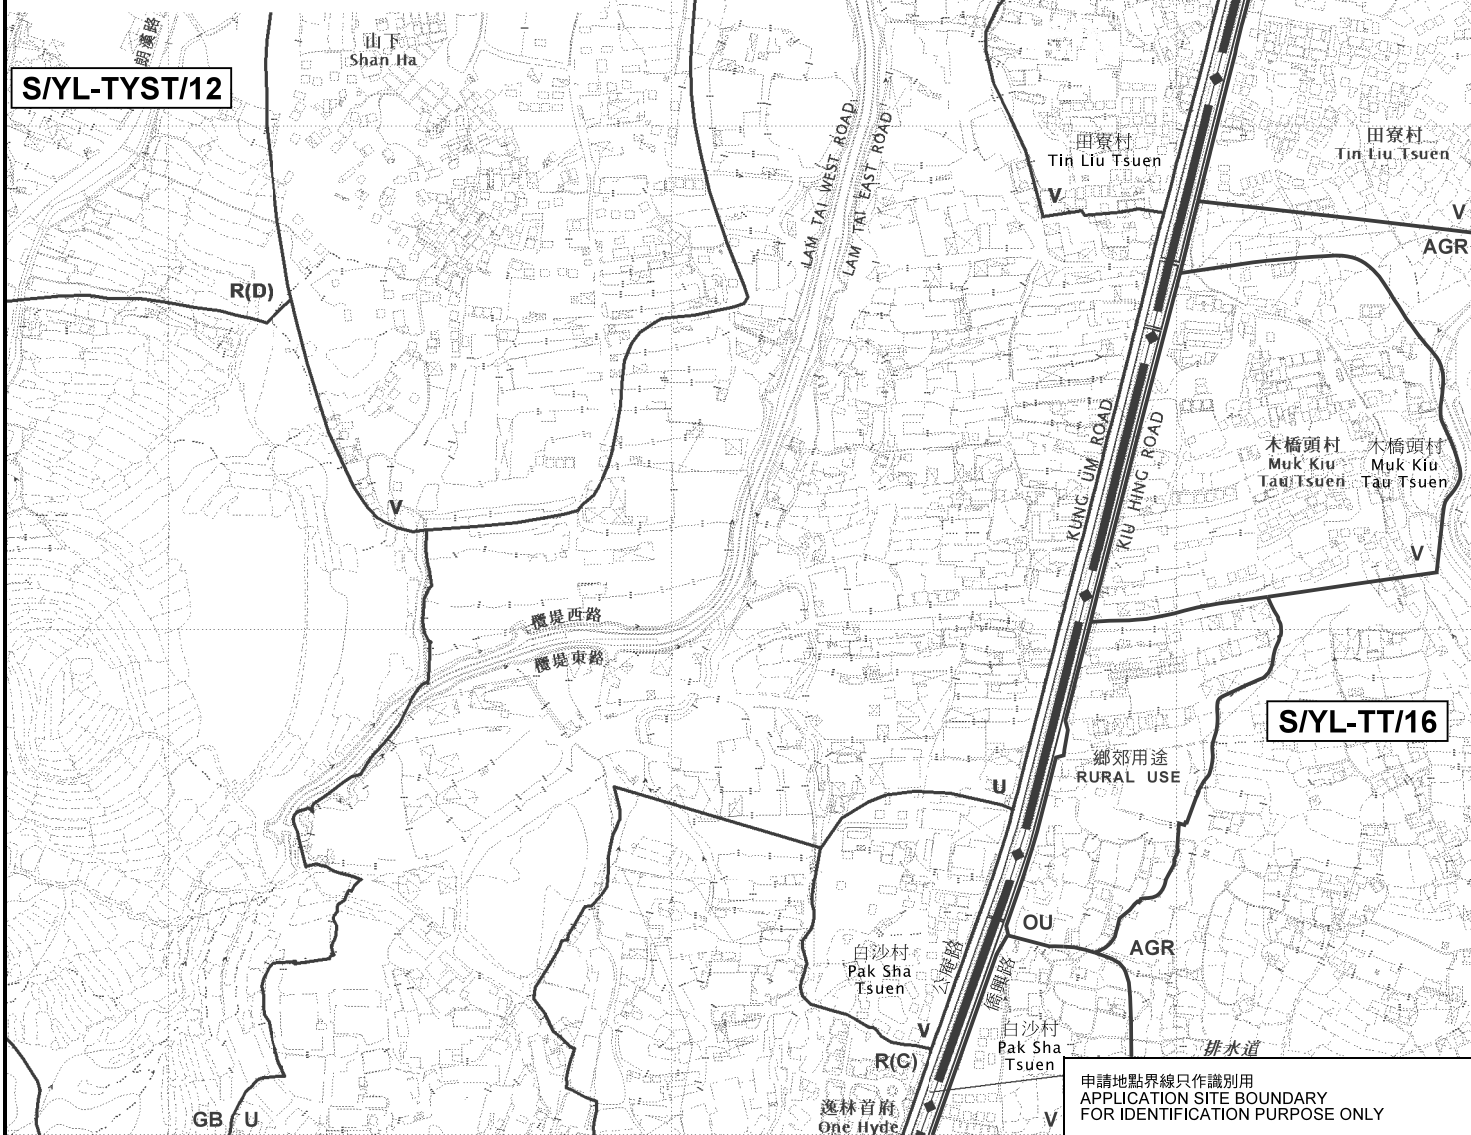 朗漢路
山下
Shan Ha
S/YL-TYST/12
LAM TAI WEST ROAD
LAM TAI EAST ROAD
田寮村
Tin Liu Tsuen
田寮村
Tin Liu Tsuen
V
V
AGR
R(D)
KUNG UM ROAD
KIU HING ROAD
木橋頭村
Muk Kiu
Tau Tsuen
木橋頭村
Muk Kiu
Tau Tsuen
V
V
欖堤西路
欖堤東路
S/YL-TT/16
鄉郊用途
RURAL USE
U
OU
AGR
白沙村
Pak Sha
Tsuen
公庵路
僑興路
V
R(C)
白沙村
Pak Sha
Tsuen
排水道
逸林首府
One Hyde
V
GB
U
申請地點界線只作識別用
APPLICATION SITE BOUNDARY
FOR IDENTIFICATION PURPOSE ONLY